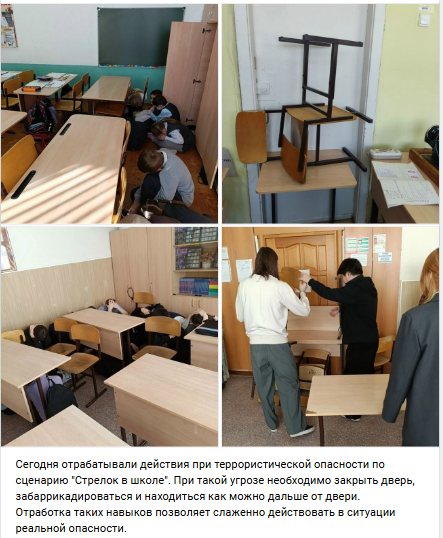 Сегодня отрабатывали действия при террористической опасности по
сценарию "Стрелок в школе". При такой угрозе необходимо закрыть дверь,
забаррикадироваться и находиться как можно дальше от двери.
Отработка таких навыков позволяет слаженно действовать в ситуации
реальной опасности.